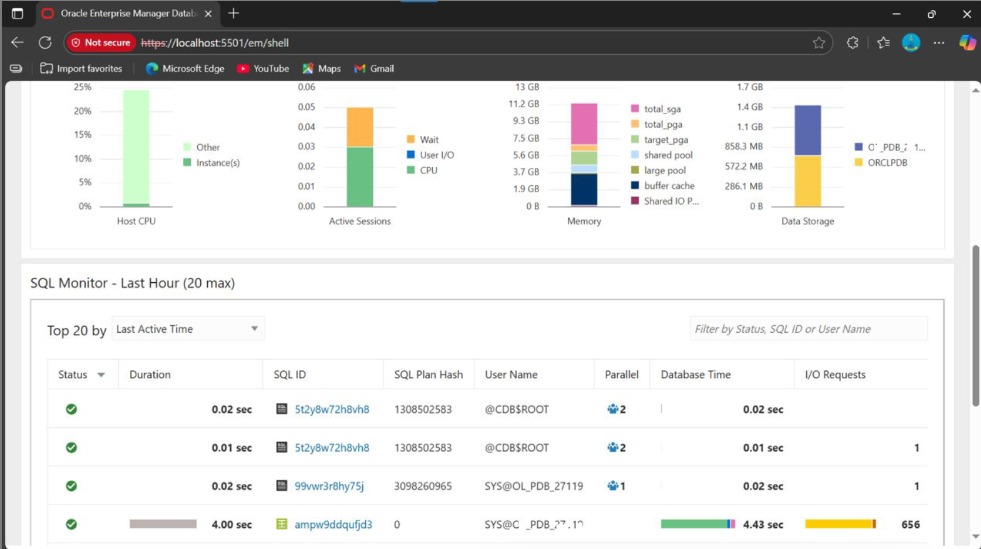 Oracle Enterprise Manager Datab
Not secure https://localhost:5501/em/shell
Import favorites Microsoft Edge YouTube Maps Gmail
25%
20%
15%
10%
5%
0%
Other
Instance(s)
Host CPU
0.06
0.05
0.04
0.03
0.02
0.01
0.00
Wait
User I/O
CPU
Active Sessions
13 GB
11.2 GB
9.3 GB
7.5 GB
5.6 GB
3.7 GB
1.9 GB
0 B
total_sga
total_pga
target_pga
shared pool
large pool
buffer cache
Shared IO P...
Memory
1.7 GB
1.4 GB
1.1 GB
858.3 MB
572.2 MB
286.1 MB
0 B
ORCLPDB
Data Storage
SQL Monitor - Last Hour (20 max)
Top 20 by Last Active Time Filter by Status, SQL ID or User Name
Status Duration SQL ID SQL Plan Hash User Name Parallel Database Time I/O Requests
0.02 sec 5t2y8w72h8vh8 1308502583 @CDB$ROOT 2 0.02 sec
0.01 sec 5t2y8w72h8vh8 1308502583 @CDB$ROOT 2 0.01 sec 1
0.02 sec 99vwr3r8hy75j 3098260965 SYS@OL_PDB_27119 1 0.02 sec 1
4.00 sec ampw9ddqufjd3 0 4.43 sec 656